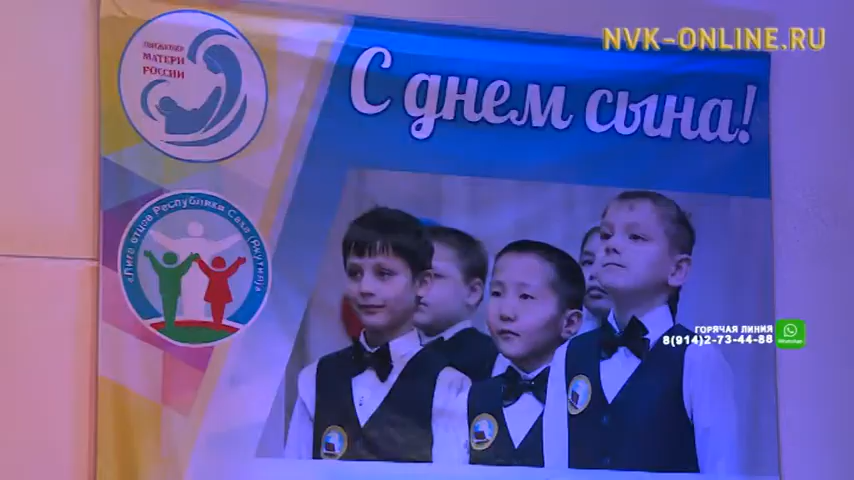 NVK-ONLINE.RU
МАТЕРИ
РОССИИ
С днем сына!
«Лига отцов Республики Саха (Якутия)»
ГОРЯЧАЯ ЛИНИЯ
8(914)2-73-44-88
WhatsApp